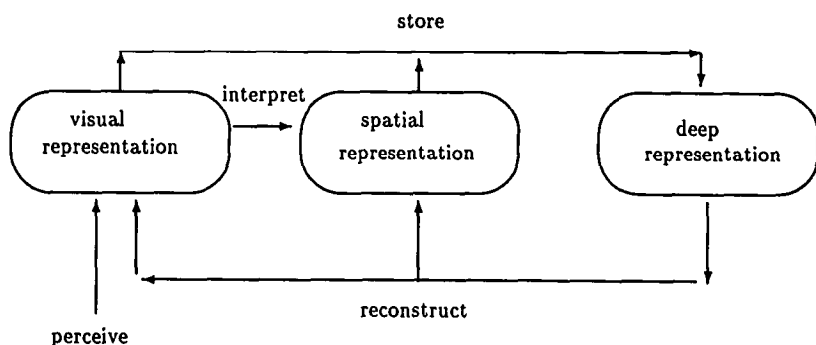 store
interpret
visual
representation
spatial
representation
deep
representation
reconstruct
perceive